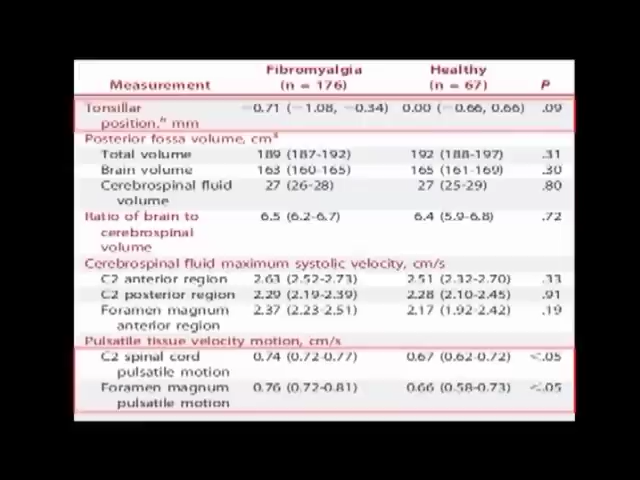 Fibromyalgia Healthy
Measurement (n = 176) (n = 67) P
Tonsillar −0.71 (−1.08, −0.34) 0.00 (−0.66, 0.66) .09
position, mm
Posterior fossa volume, cm³
Total volume 189 (187-192) 192 (188-197) .31
Brain volume 163 (160-165) 165 (161-169) .30
Cerebrospinal fluid 27 (26-28) 27 (25-29) .80
volume
Ratio of brain to 6.5 (6.2-6.7) 6.4 (5.9-6.8) .72
cerebrospinal
volume
Cerebrospinal fluid maximum systolic velocity, cm/s
C2 anterior region 2.63 (2.52-2.73) 2.51 (2.32-2.70) .33
C2 posterior region 2.29 (2.19-2.39) 2.28 (2.10-2.45) .91
Foramen magnum 2.37 (2.23-2.51) 2.17 (1.92-2.42) .19
anterior region
Pulsatile tissue velocity motion, cm/s
C2 spinal cord 0.74 (0.72-0.77) 0.67 (0.62-0.72) <.05
pulsatile motion
Foramen magnum 0.76 (0.72-0.81) 0.66 (0.58-0.73) <.05
pulsatile motion